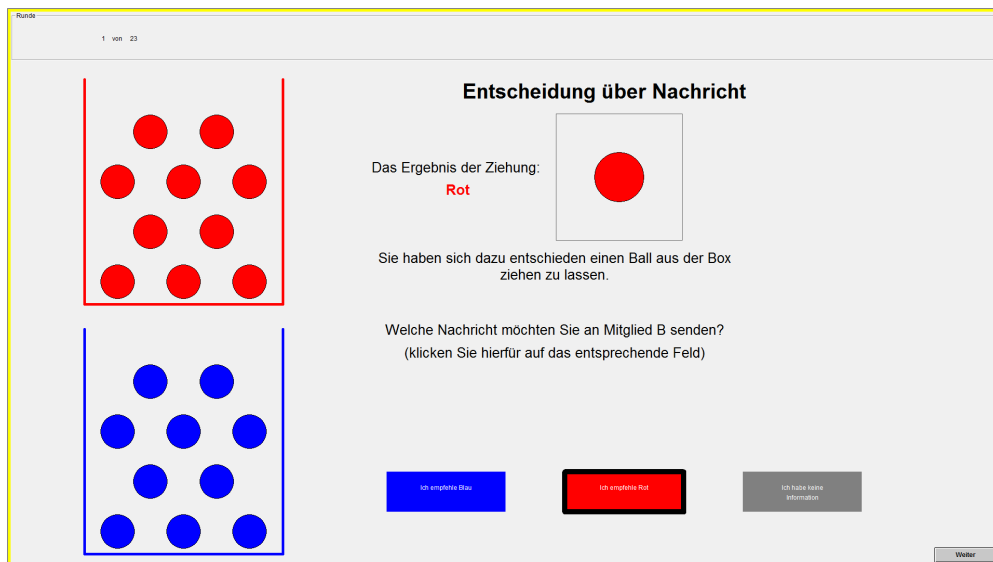 Runde
1 von 23
Entscheidung über Nachricht
Das Ergebnis der Ziehung:
Rot
Sie haben sich dazu entschieden einen Ball aus der Box
ziehen zu lassen.
Welche Nachricht möchten Sie an Mitglied B senden?
(klicken Sie hierfür auf das entsprechende Feld)
Ich empfehle Blau
Ich empfehle Rot
Ich habe keine
Information
Weiter